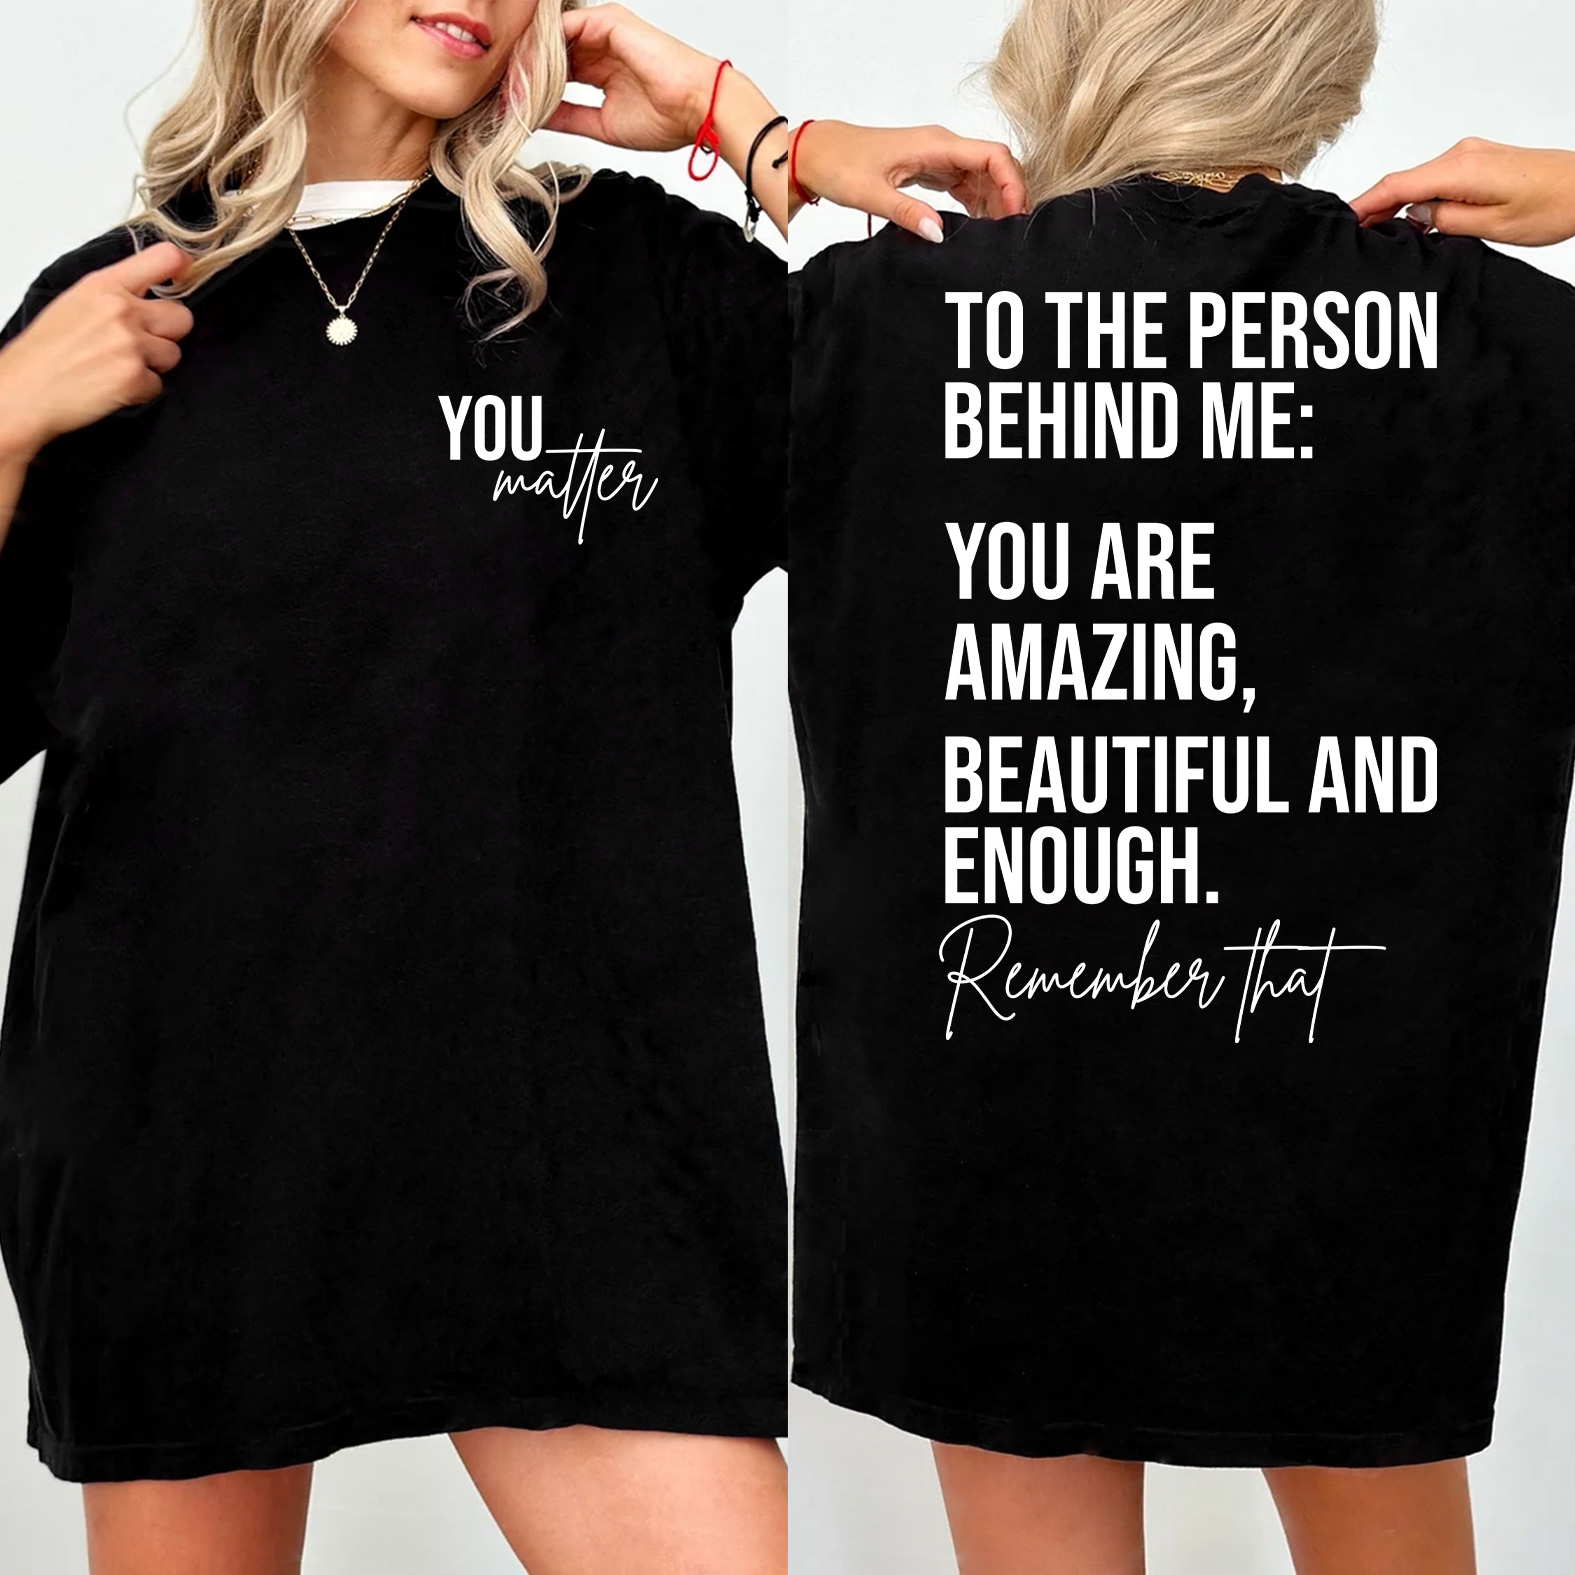 YOU
matter
TO THE PERSON
BEHIND ME:
YOU ARE
AMAZING,
BEAUTIFUL AND
ENOUGH.
Remember that